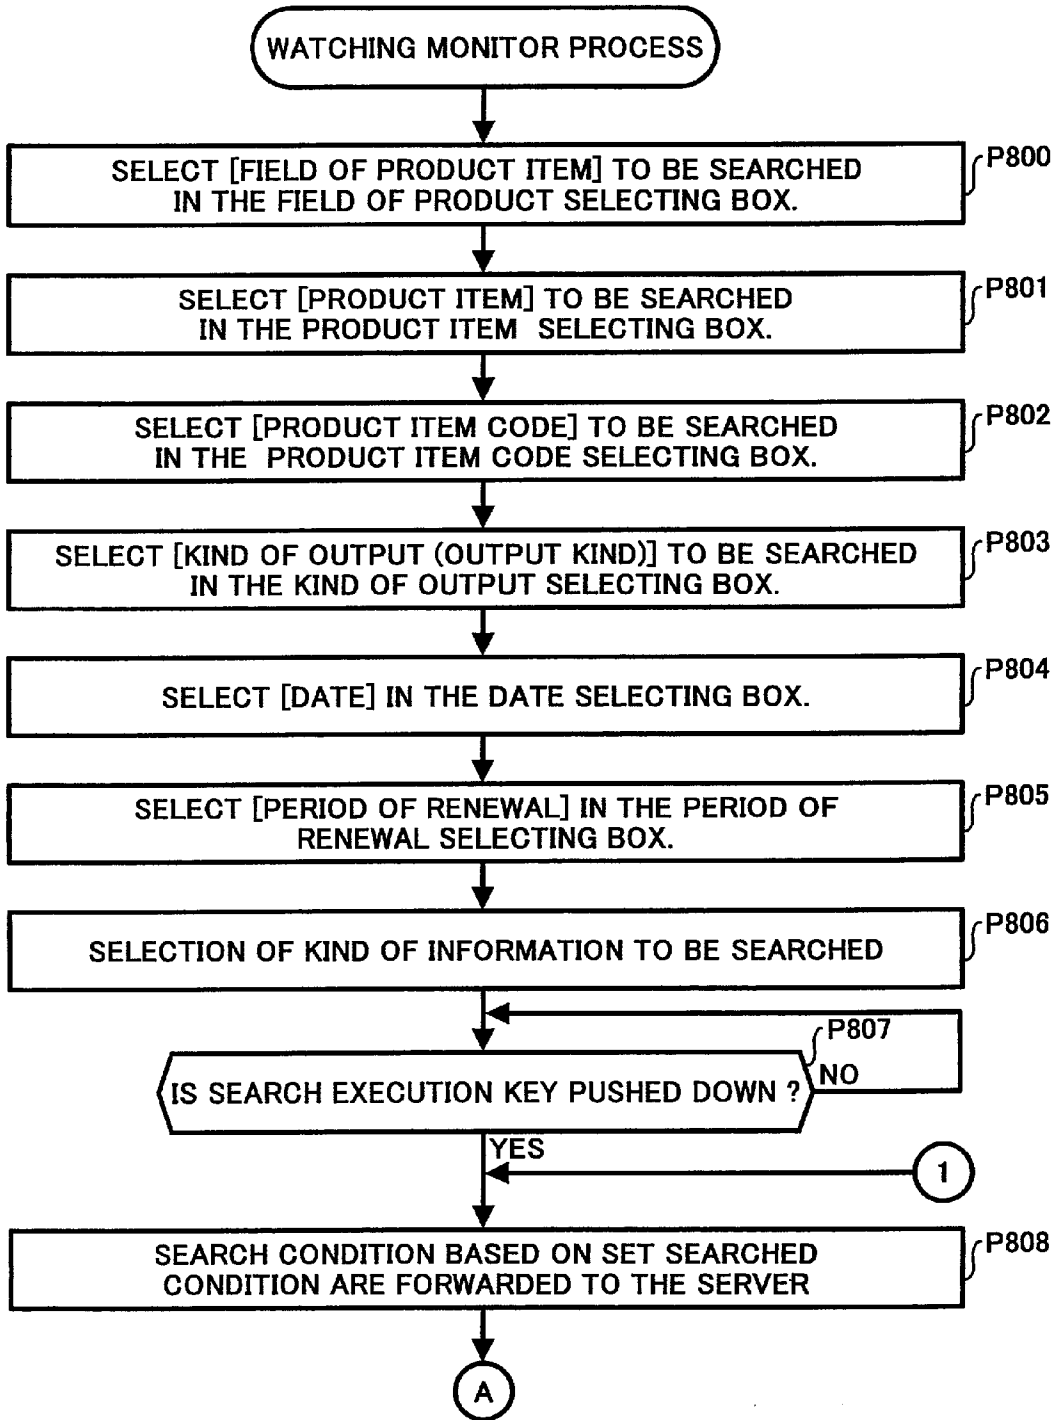 WATCHING MONITOR PROCESS
P800
SELECT [FIELD OF PRODUCT ITEM] TO BE SEARCHED
IN THE FIELD OF PRODUCT SELECTING BOX.
P801
SELECT [PRODUCT ITEM] TO BE SEARCHED
IN THE PRODUCT ITEM SELECTING BOX.
P802
SELECT [PRODUCT ITEM CODE] TO BE SEARCHED
IN THE PRODUCT ITEM CODE SELECTING BOX.
P803
SELECT [KIND OF OUTPUT (OUTPUT KIND)] TO BE SEARCHED
IN THE KIND OF OUTPUT SELECTING BOX.
P804
SELECT [DATE] IN THE DATE SELECTING BOX.
P805
SELECT [PERIOD OF RENEWAL] IN THE PERIOD OF
RENEWAL SELECTING BOX.
P806
SELECTION OF KIND OF INFORMATION TO BE SEARCHED
P807
IS SEARCH EXECUTION KEY PUSHED DOWN ?
NO
YES
1
P808
SEARCH CONDITION BASED ON SET SEARCHED
CONDITION ARE FORWARDED TO THE SERVER
A